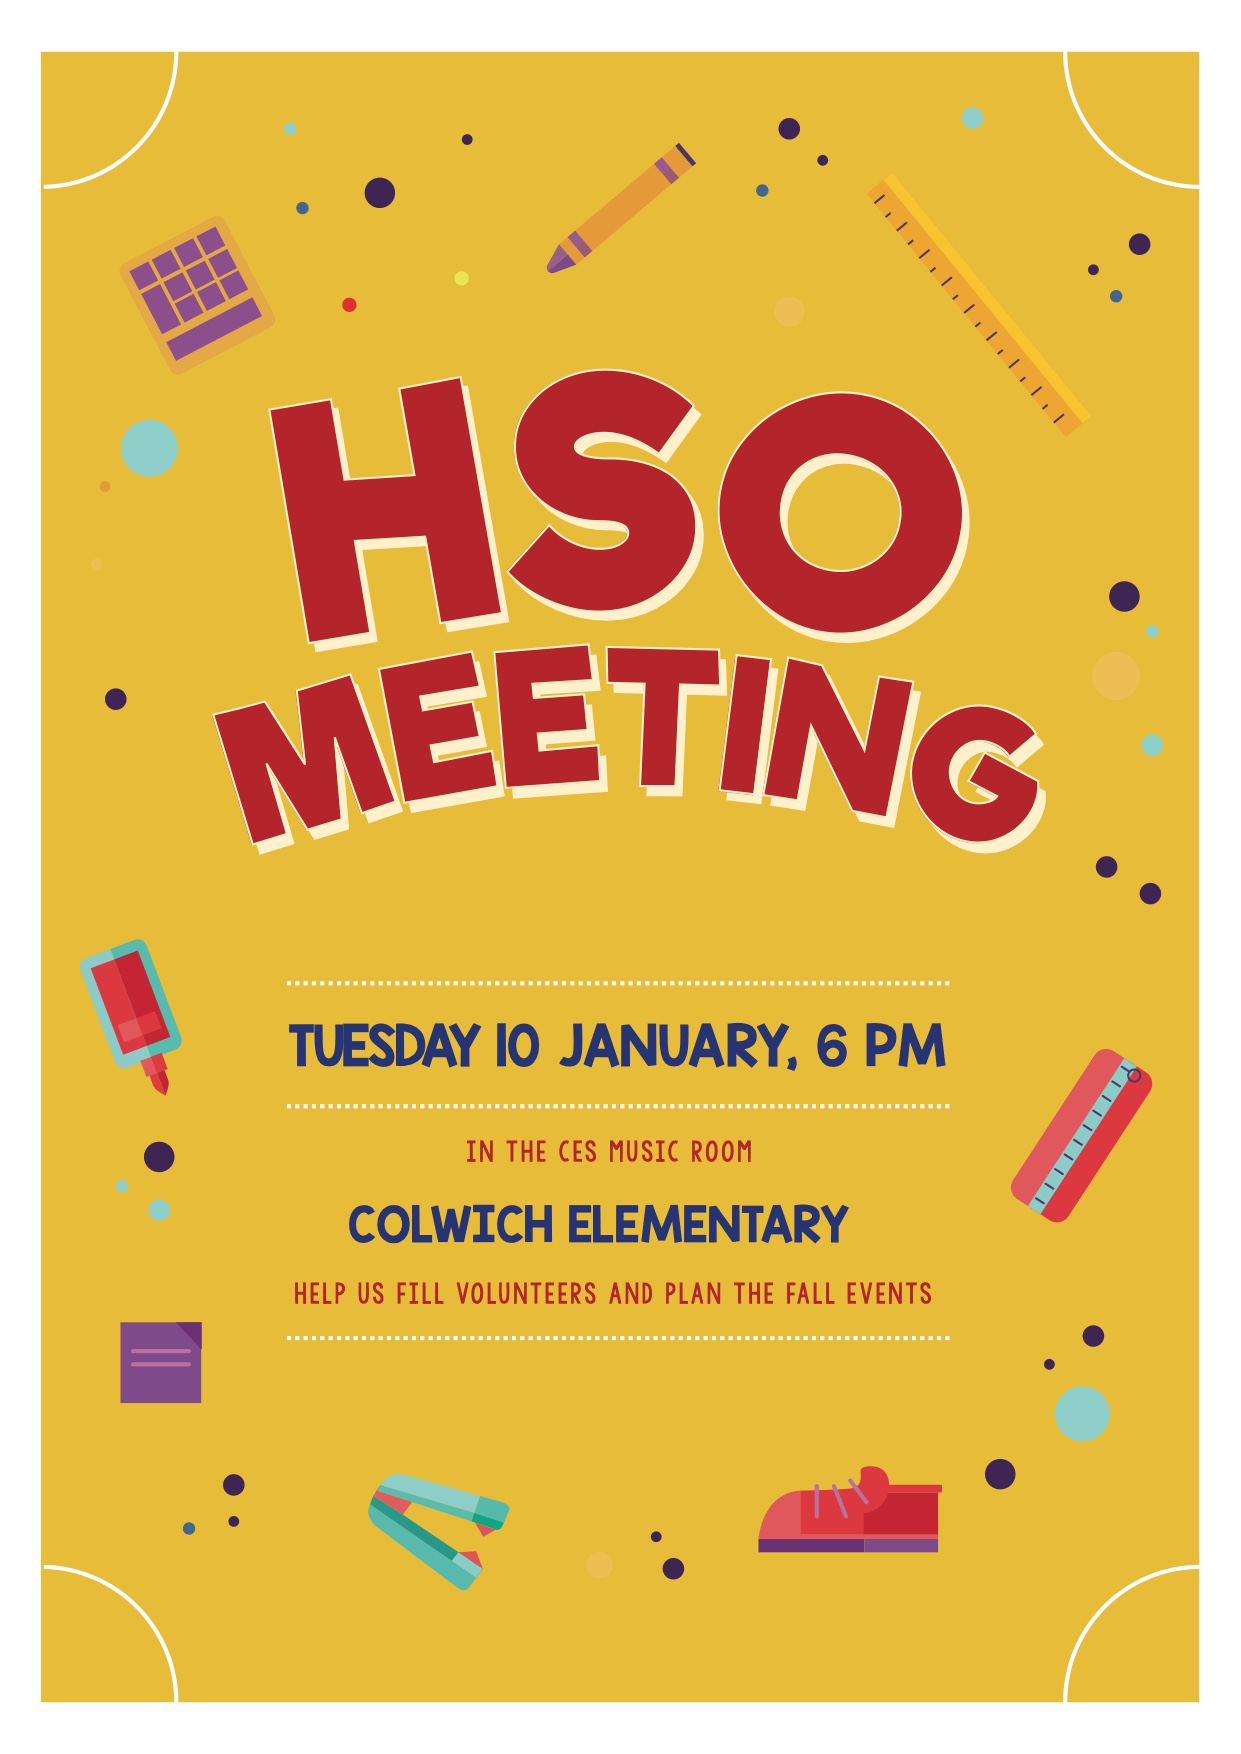 HSO
MEETING
TUESDAY 10 JANUARY, 6 PM
IN THE CES MUSIC ROOM
COLWICH ELEMENTARY
HELP US FILL VOLUNTEERS AND PLAN THE FALL EVENTS